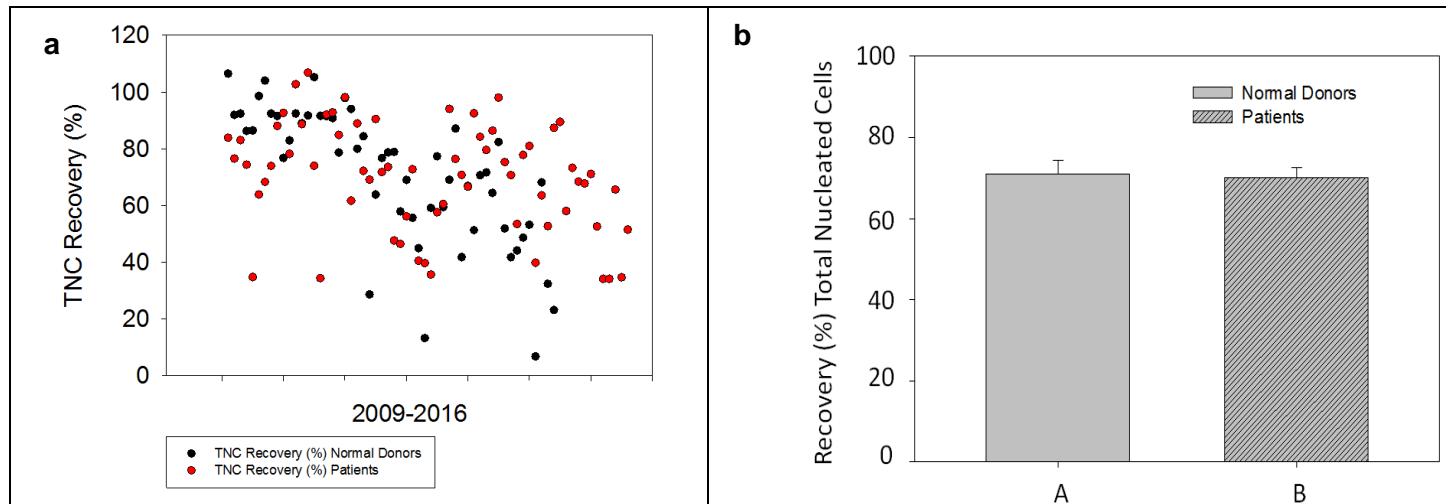 a
120
100
80
60
40
20
0
TNC Recovery (%)
2009-2016
TNC Recovery (%) Normal Donors
TNC Recovery (%) Patients
b
100
80
60
40
20
0
Recovery (%) Total Nucleated Cells
Normal Donors
Patients
A
B